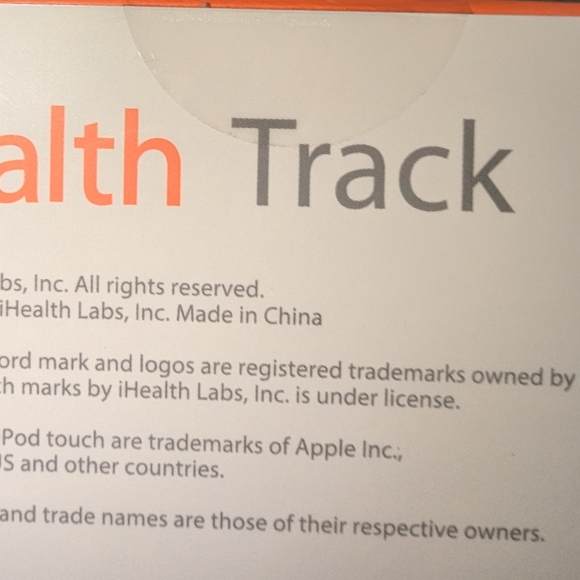 alth Track
bs, Inc. All rights reserved.
iHealth Labs, Inc. Made in China
ord mark and logos are registered trademarks owned by
h marks by iHealth Labs, Inc. is under license.
Pod touch are trademarks of Apple Inc.,
S and other countries.
and trade names are those of their respective owners.